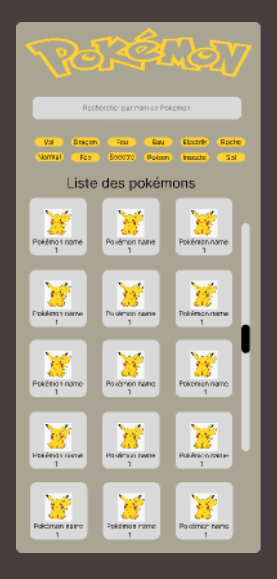 POKÉMON
Rechercher par nom de Pokémon
Vol Dragon Feu Eau Electrik Roche
Normal Fée Spectre Poison Insecte Sol
Liste des pokémons
Pokémon name Pokémon name Pokémon name
1 1 1
Pokémon name Pokémon name Pokémon name
1 1 1
Pokémon name Pokémon name Pokémon name
1 1 1
Pokémon name Pokémon name Pokémon name
1 1 1
Pokémon name Pokémon name Pokémon name
1 1 1